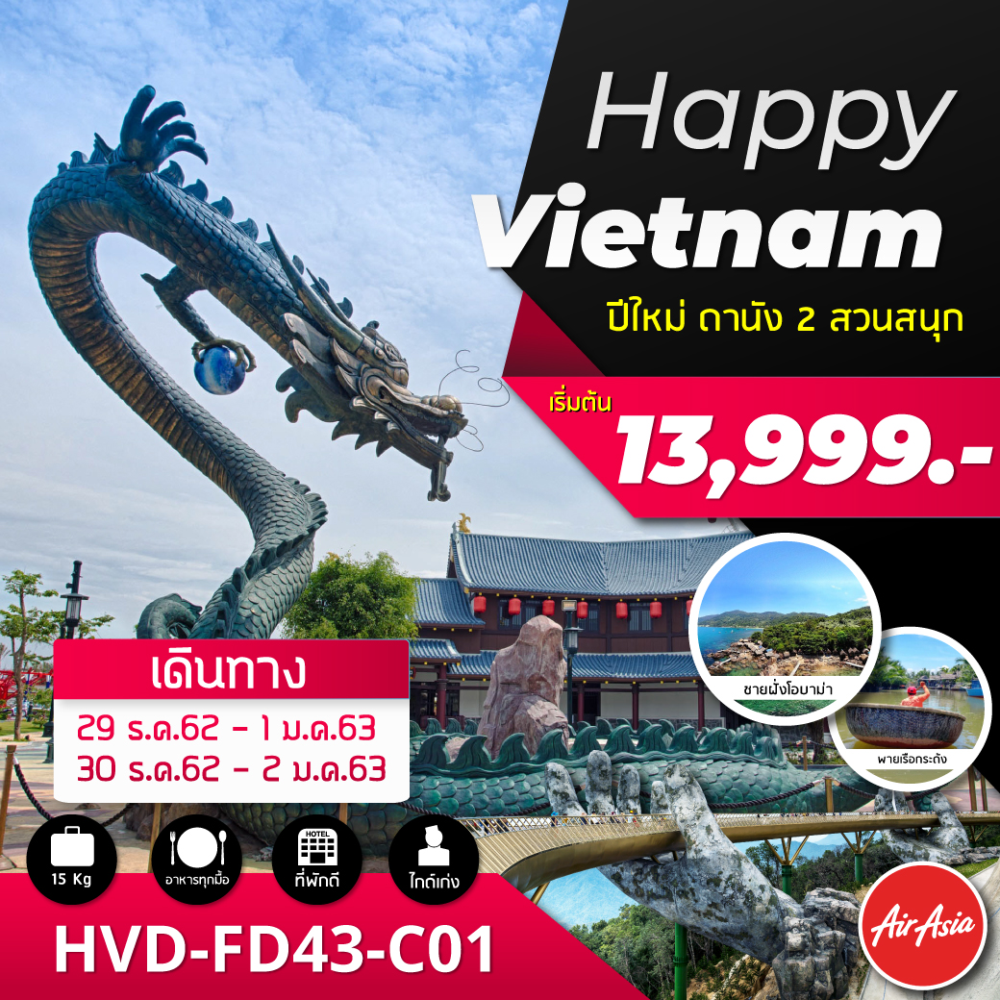 Happy
Vietnam
ปีใหม่ ดานัง 2 สวนสนุก
เริ่มต้น
13,999.-
ชายฝั่งโอบาม่า
พายเรือกระด้ง
เดินทาง
29 ธ.ค.62 - 1 ม.ค.63
30 ธ.ค.62 - 2 ม.ค.63
15 Kg
อาหารทุกมื้อ
HOTEL
ที่พักดี
ไกด์เก่ง
HVD-FD43-C01
AirAsia